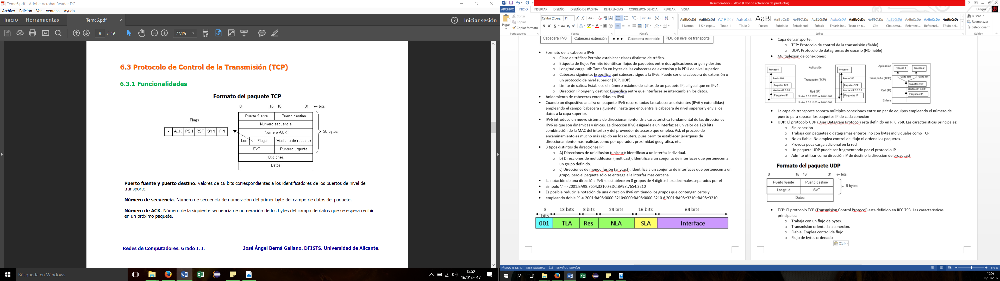 Tema6.pdf - Adobe Acrobat Reader DC
Archivo Edición Ver Ventana Ayuda
Inicio Herramientas Tema6.pdf × Iniciar sesión
8 / 19 77,1%
6.3 Protocolo de Control de la Transmisión (TCP)
6.3.1 Funcionalidades
Formato del paquete TCP
0 15 16 31 ← bits
Puerto fuente Puerto destino
Flags
Número secuencia
- ACK PSH RST SYN FIN
Número ACK
20 bytes
Lon Flags Ventana de receptor
SVT Puntero urgente
Opciones
Datos
Puerto fuente y puerto destino. Valores de 16 bits correspondientes a los identificadores de los puertos de nivel de
transporte.
Número de secuencia. Número de secuencia de numeración del primer byte del campo de datos del paquete.
Número de ACK. Número de la siguiente secuencia de numeración de los bytes del campo de datos que se espera recibir
en un próximo paquete.
Redes de Computadores. Grado I. I. José Ángel Berná Galiano. DFISTS. Universidad de Alicante.
Búsqueda en Windows
15:52
16/01/2017
Resumen.docx - Word (Error de activación de productos)
ARCHIVO INICIO INSERTAR DISEÑO DISEÑO DE PÁGINA REFERENCIAS CORRESPONDENCIA REVISAR VISTA Diegus .
Pegar
Cortar
Copiar
Copiar formato
Portapapeles
Calibri (Cuerp 11
N K S abc x₂ x²
Fuente
Párrafo
AaBbCcDd AaBbCcDd AaBbC( AaBbCcC AaB AaBbCcD AaBbCcDd AaBbCcDd AaBbCcDd AaBbCcDc AaBbCcDd AaBbCcDd AaBbCcDd AaBbCcDd AaBbCcDc
¶ Normal ¶ Sin espa... Título 1 Título 2 Puesto Subtítulo Énfasis sutil Énfasis Énfasis int... Texto en n... Cita Cita desta... Referenci... Referenci... Título del...
Estilos
Buscar
Reemplazar
Seleccionar
Edición
Cabecera IPv6 Cabecera extensión • • • Cabecera extensión PDU del nivel de transporte
• Formato de la cabecera IPv6
o Clase de tráfico: Permite establecer clases distintas de tráfico.
o Etiqueta de flujo: Permite identificar flujos de paquetes entre dos aplicaciones origen y destino
o Longitud carga útil: Tamaño en bytes de las cabeceras de extensión y la PDU de nivel superior.
o Cabecera siguiente: Especifica qué cabecera sigue a la IPv6. Puede ser una cabecera de extensión o
un protocolo de nivel superior (TCP, UDP).
o Límite de saltos: Establece el número máximo de saltos de un paquete IP, al igual que en IPv4.
o Dirección IP origen y destino: Especifica entre qué interfaces se intercambian los datos.
• Anidamiento de cabeceras extendidas en IPv6
• Cuando un dispositivo analiza un paquete IPv6 recorre todas las cabeceras existentes (IPv6 y extendidas)
empleando el campo ‘cabecera siguiente’, hasta que encuentra la cabecera de nivel superior y envía los
datos a la capa superior.
• IPv6 introduce un nuevo sistema de direccionamiento. Una característica fundamental de las direcciones
IPv6 es que son dinámicas y únicas. La dirección IPv6 asignada a un interfaz es un valor de 128 bits
combinación de la MAC del interfaz y del proveedor de acceso que emplea. Así, el proceso de
encaminamiento es mucho más rápido en los routers, pues permite establecer jerarquías de
direccionamiento más realistas como por operador, proximidad geográfica, etc.
• 3 tipos distintos de direcciones IP:
o A) Direcciones de unidifusión (unicast): Identifican a un interfaz individual.
o b) Direcciones de multidifusión (multicast): Identifica a un conjunto de interfaces que pertenecen a
un grupo definido.
o c) Direcciones de monodifusión (anycast): Identifica a un conjunto de interfaces que pertenecen a un
grupo, pero el paquete sólo se entrega a la interfaz más cercana
• La notación de una dirección IPv6 se establece en 8 grupos de 4 dígitos hexadecimales separados por el
• símbolo ‘:’ -> 2001:BA98:7654:3210:FEDC:BA98:7654:3210
• Es posible reducir la notación de una dirección IPv6 omitiendo los grupos que contengan ceros y
• empleando doble ‘:’ -> 2001:BA98:0000:3210:0000:BA98:0000:3210 ó 2001:BA98::3210::BA98::3210
3 bits 13 bits 8 bits 24 bits 16 bits 64 bits
001 TLA Res NLA SLA Interface
• Capa de transporte:
o TCP: Protocolo de control de la transmisión (fiable)
o UDP: Protocolo de datagramas de usuario (NO fiable)
• Multiplexión de conexiones:
Proceso 1 Aplicación Proceso 1 Aplicación Proceso 1 Proceso 2
Puerto 100 Transporte (TCP) Puerto 200 Transporte (TCP) Puerto 100 Puerto 101
Paquetes TCP Paquetes TCP Paquetes TCP
Interface IP 5.0.0.1 Red (IP) Interface IP 5.0.0.2 Red (IP) Interface IP 5.0.0.1
Paquetes IP Paquetes IP Paquetes IP
Socket 5.0.0.2/200 → 5.0.0.1/100
Enlace
Socket 5.0.0.1/100 → 5.0.0.2/200
• La capa de transporte soporta múltiples conexiones entre un par de equipos empleando el número de
puerto para separar los paquetes IP de cada conexión
• UDP: El protocolo UDP (User Datagram Protocol) está definido en RFC 768. Las características principales:
o Sin conexión
o Trabaja con paquetes o datagramas enteros, no con bytes individuales como TCP.
o No es fiable. No emplea control del flujo ni ordena los paquetes.
o Provoca poca carga adicional en la red
o Un paquete UDP puede ser fragmentando por el protocolo IP
o Admite utilizar como dirección IP de destino la dirección de broadcast
Formato del paquete UDP
0 15 16 31 ← bits
Puerto fuente Puerto destino
8 bytes
Longitud SVT
Datos
• TCP: El protocolo TCP (Transmision Control Protocol) está definido en RFC 793. Las características
principales:
o Trabaja con un flujo de bytes.
o Transmisión orientada a conexión.
o Fiable. Emplea control de flujo
o Flujo de bytes ordenado
(Ctrl)
PÁGINA 18 DE 19 5654 PALABRAS ESPAÑOL (ESPAÑA) 110 %
15:52
16/01/2017